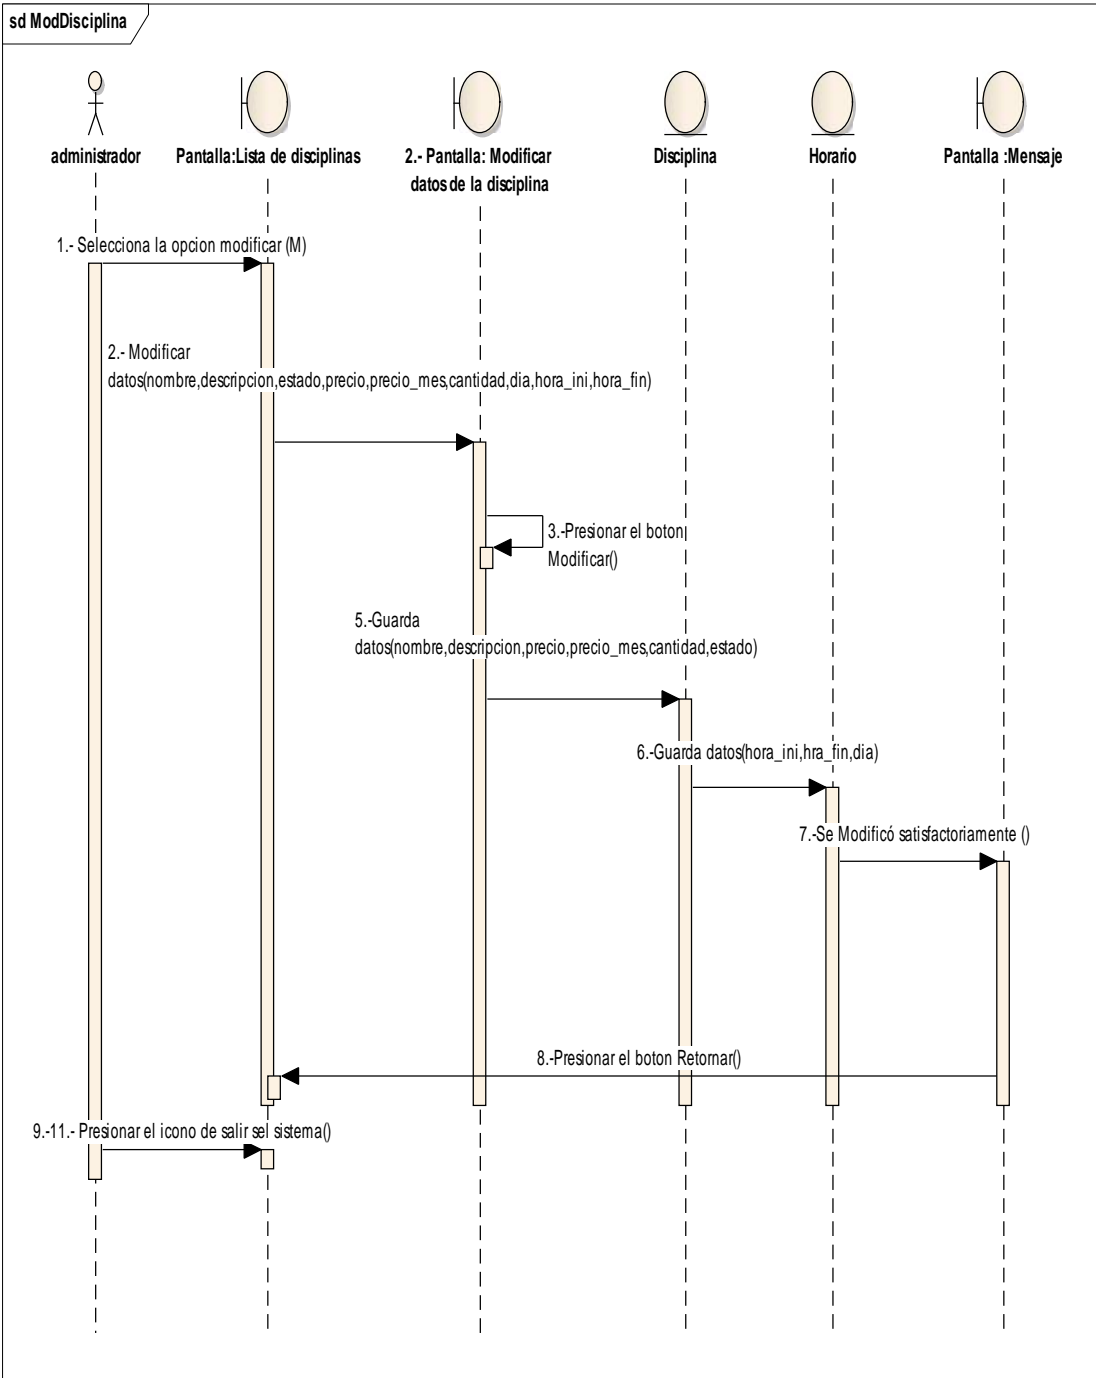 sd ModDisciplina
administrador
Pantalla:Lista de disciplinas
2.- Pantalla: Modificar
datos de la disciplina
Disciplina
Horario
Pantalla :Mensaje
1.- Selecciona la opcion modificar (M)
2.- Modificar
datos(nombre,descripcion,estado,precio,precio_mes,cantidad,dia,hora_ini,hora_fin)
3.-Presionar el boton
Modificar()
5.-Guarda
datos(nombre,descripcion,precio,precio_mes,cantidad,estado)
6.-Guarda datos(hora_ini,hra_fin,dia)
7.-Se Modificó satisfactoriamente ()
8.-Presionar el boton Retornar()
9.-11.- Presionar el icono de salir sel sistema()